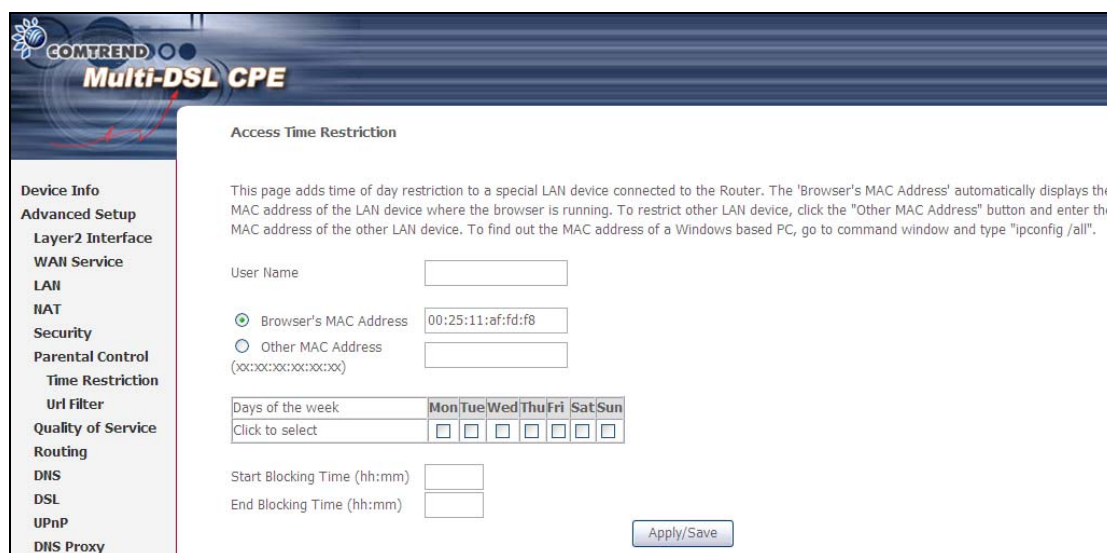 COMTREND
Multi-DSL CPE
Access Time Restriction
Device Info
Advanced Setup
Layer2 Interface
WAN Service
LAN
NAT
Security
Parental Control
Time Restriction
Url Filter
Quality of Service
Routing
DNS
DSL
UPnP
DNS Proxy
This page adds time of day restriction to a special LAN device connected to the Router. The 'Browser's MAC Address' automatically displays the
MAC address of the LAN device where the browser is running. To restrict other LAN device, click the "Other MAC Address" button and enter the
MAC address of the other LAN device. To find out the MAC address of a Windows based PC, go to command window and type "ipconfig /all".
User Name
Browser's MAC Address 00:25:11:af:fd:f8
Other MAC Address
(xx:xx:xx:xx:xx:xx)
Days of the week Mon Tue Wed Thu Fri Sat Sun
Click to select
Start Blocking Time (hh:mm)
End Blocking Time (hh:mm)
Apply/Save